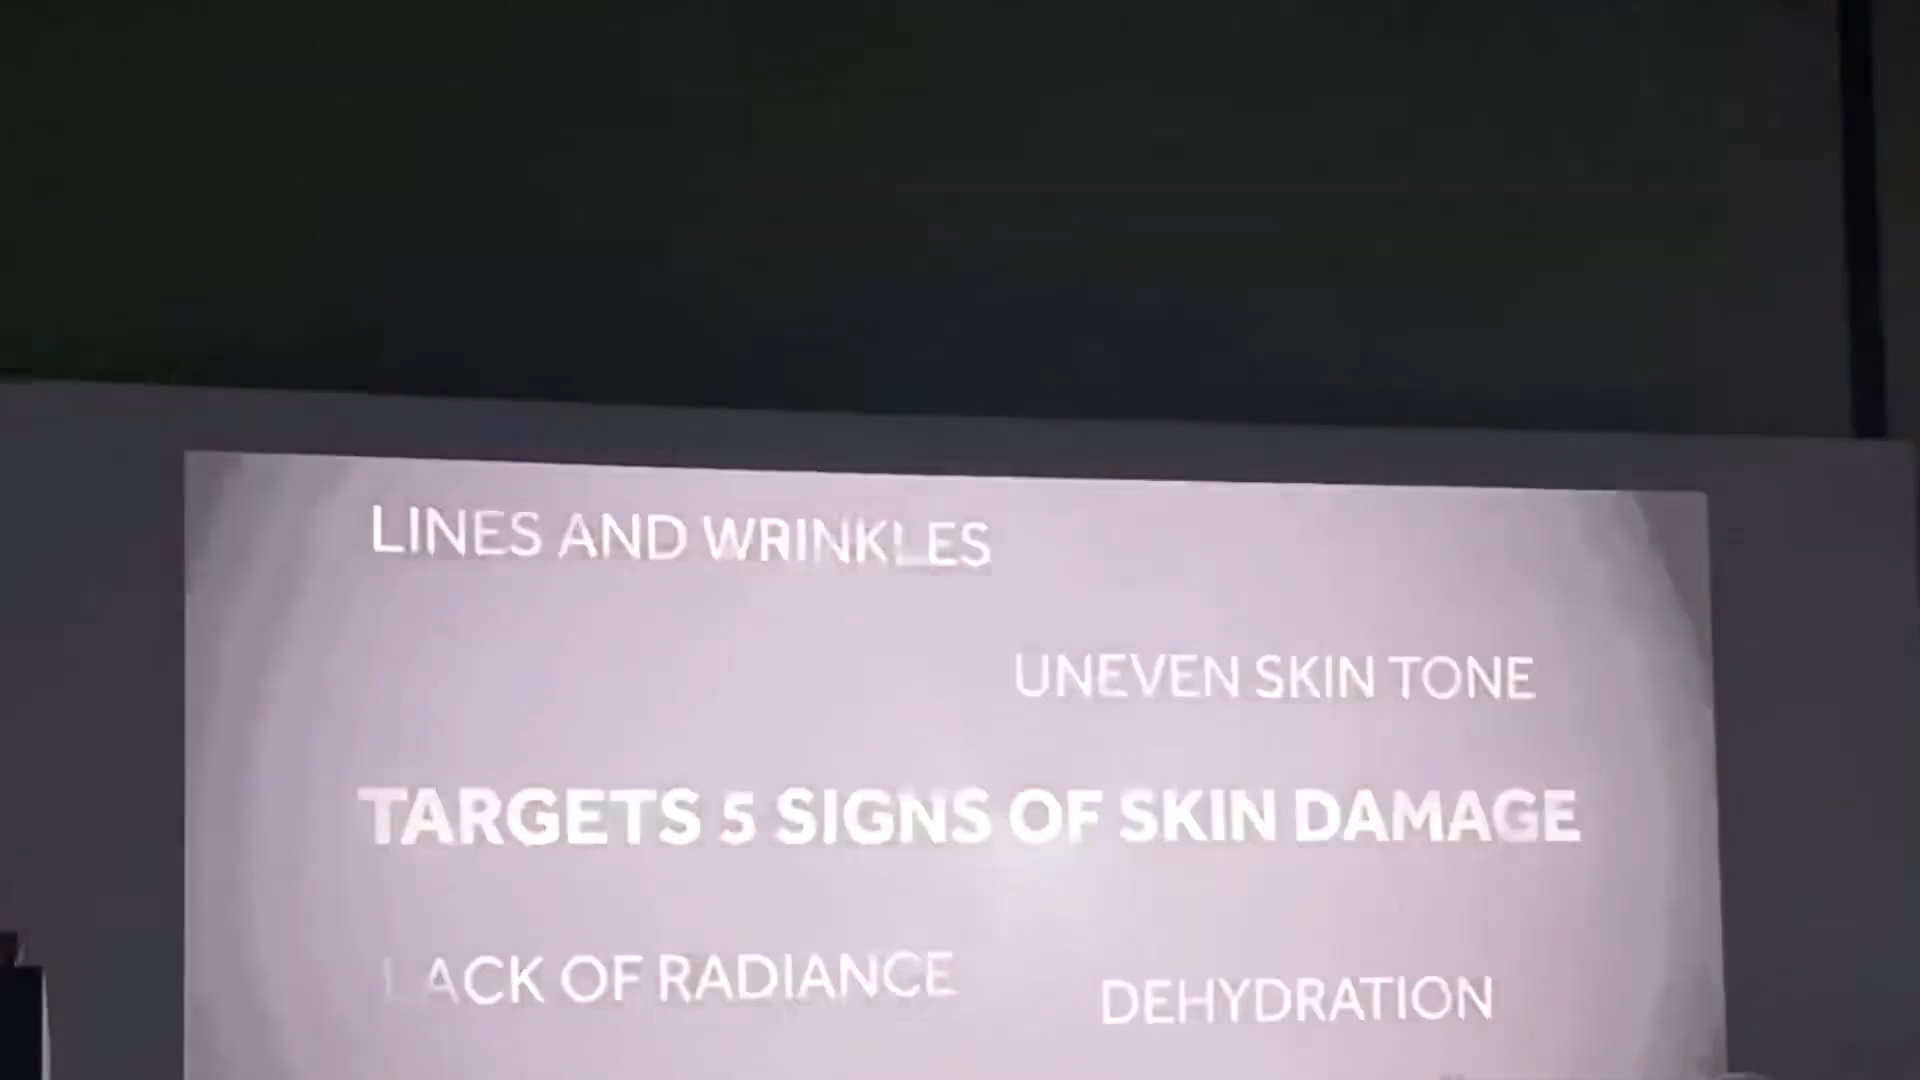 LINES AND WRINKLES
UNEVEN SKIN TONE
TARGETS 5 SIGNS OF SKIN DAMAGE
LACK OF RADIANCE
DEHYDRATION